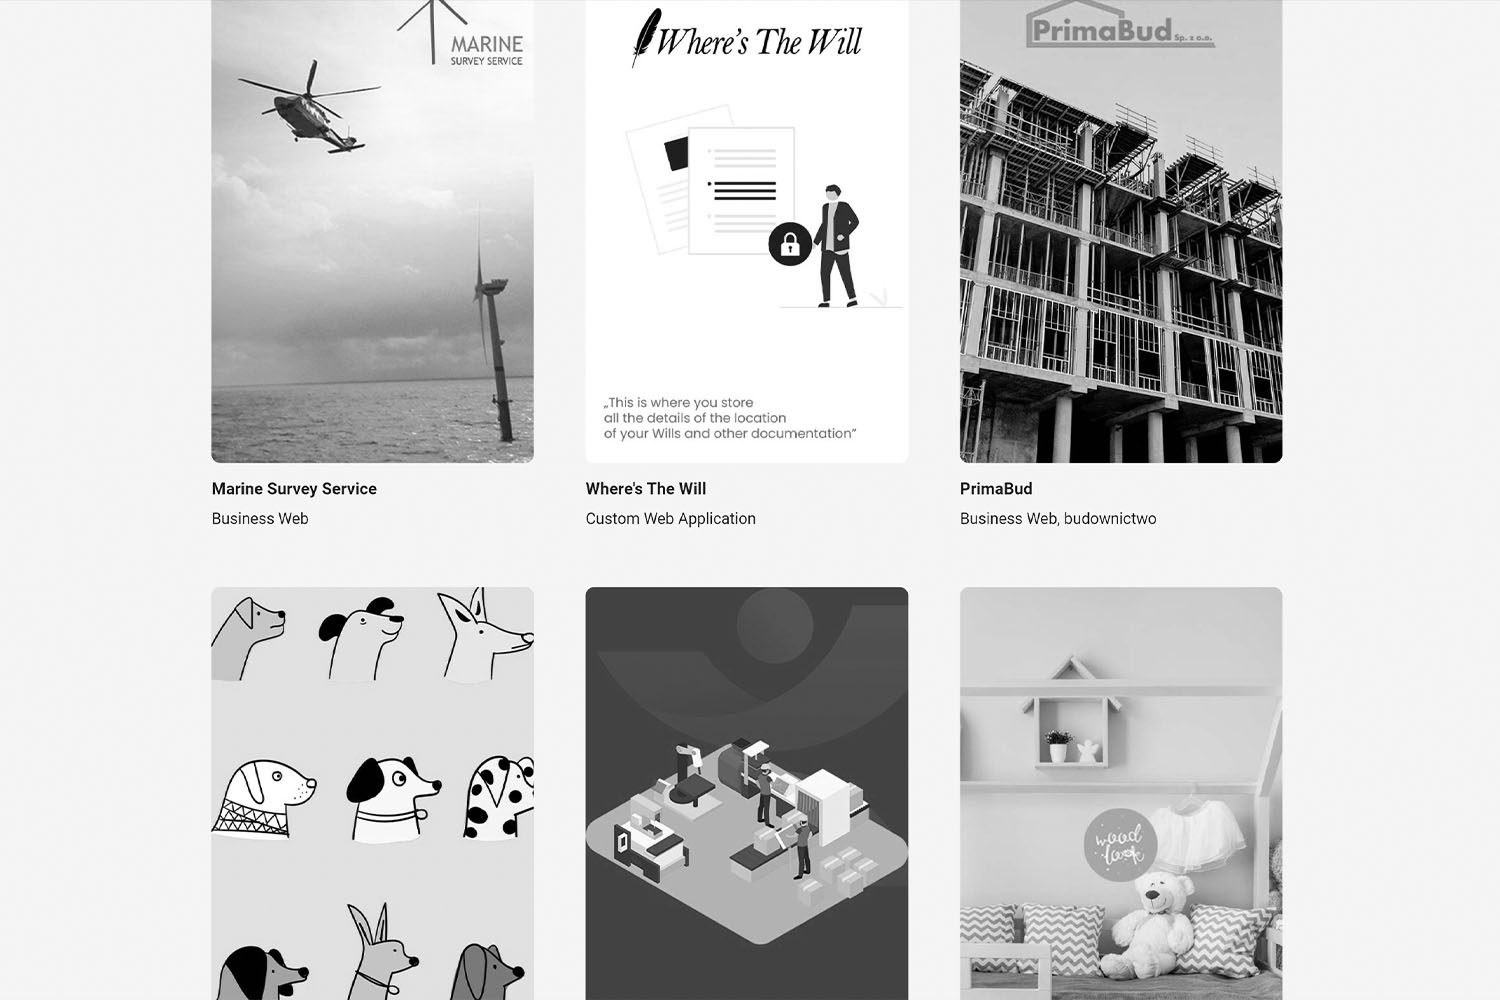 MARINE
SURVEY SERVICE
Where's The Will
PrimaBud Sp. z o.o.
„This is where you store
all the details of the location
of your Wills and other documentation”
Marine Survey Service
Business Web
Where's The Will
Custom Web Application
PrimaBud
Business Web, budownictwo
wood
look